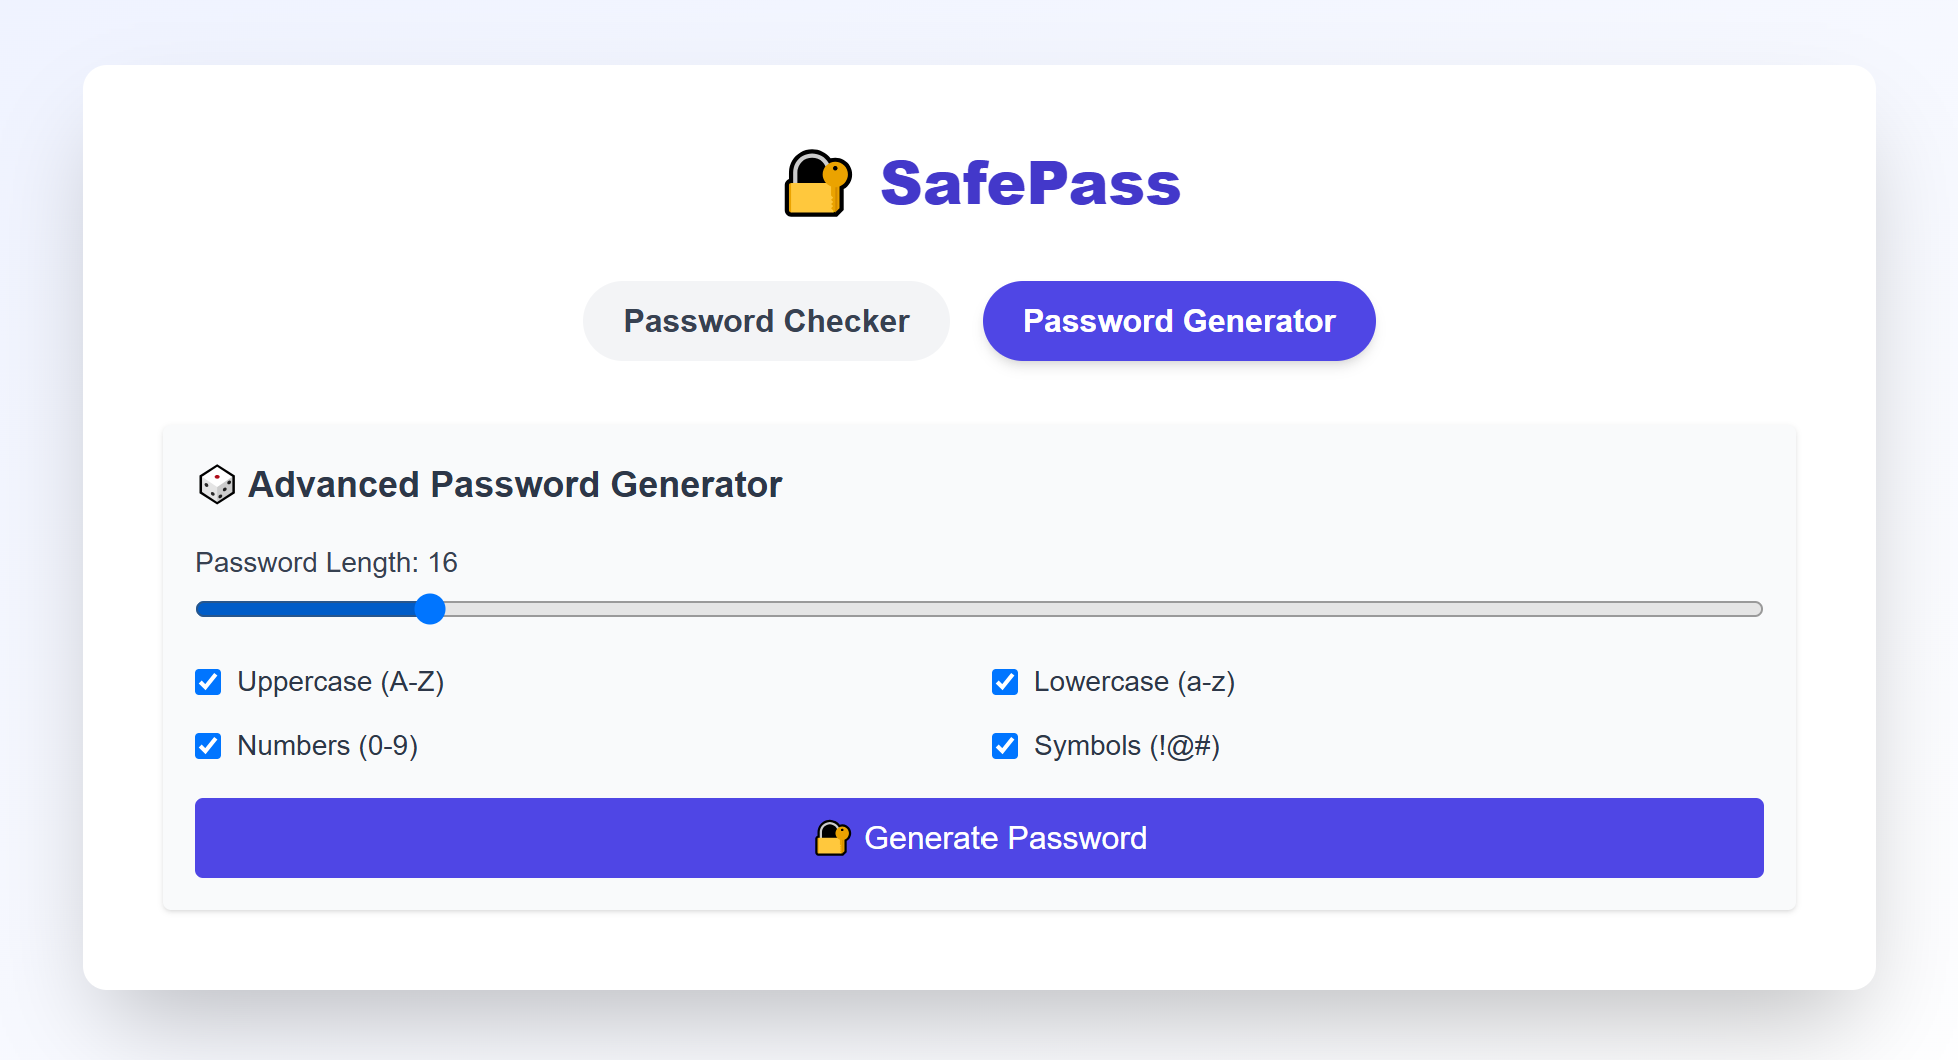 SafePass
Password Checker
Password Generator
Advanced Password Generator
Password Length: 16
Uppercase (A-Z)
Lowercase (a-z)
Numbers (0-9)
Symbols (!@#)
Generate Password